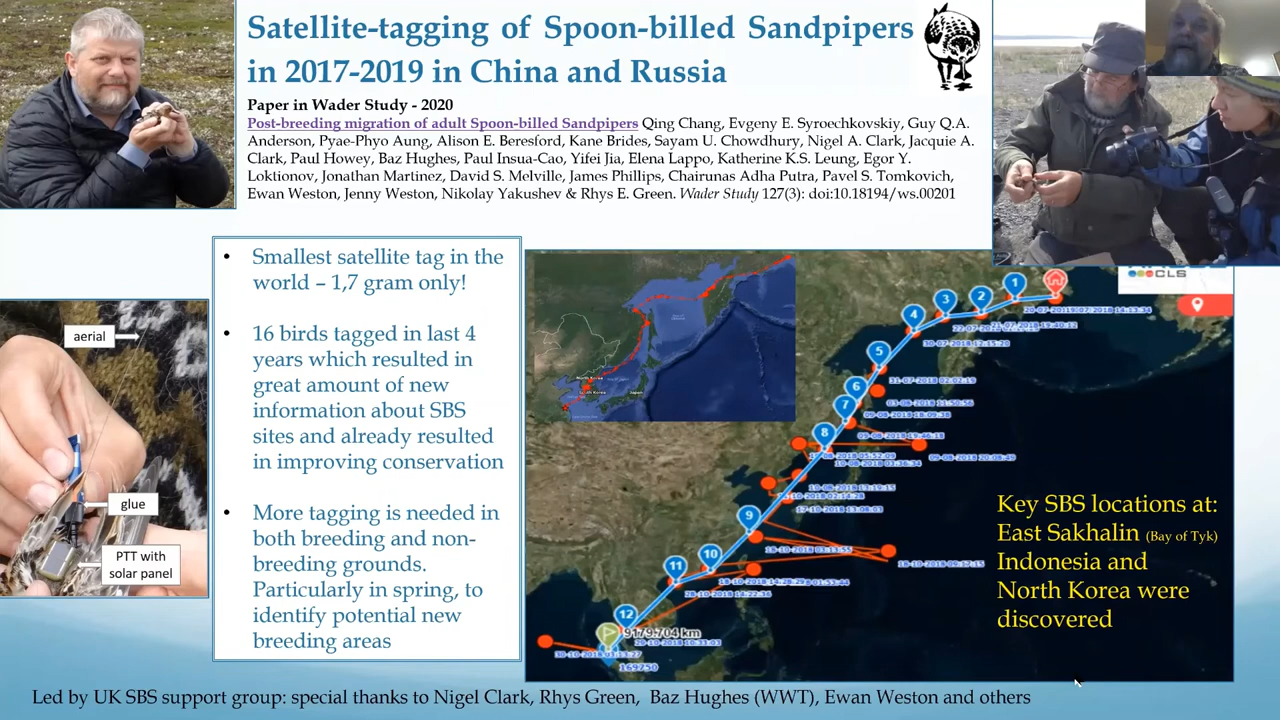 Satellite-tagging of Spoon-billed Sandpipers
in 2017-2019 in China and Russia
Paper in Wader Study - 2020
Post-breeding migration of adult Spoon-billed Sandpipers Qing Chang, Evgeny E. Syroechkovskiy, Guy Q.A.
Anderson, Pyae-Phyo Aung, Alison E. Beresford, Kane Brides, Sayam U. Chowdhury, Nigel A. Clark, Jacquie A.
Clark, Paul Howey, Baz Hughes, Paul Insua-Cao, Yifei Jia, Elena Lappo, Katherine K.S. Leung, Egor Y.
Loktionov, Jonathan Martinez, David S. Melville, James Phillips, Chairunas Adha Putra, Pavel S. Tomkovich,
Ewan Weston, Jenny Weston, Nikolay Yakushev & Rhys E. Green. Wader Study 127(3): doi:10.18194/ws.00201
• Smallest satellite tag in the
world – 1,7 gram only!
• 16 birds tagged in last 4
years which resulted in
great amount of new
information about SBS
sites and already resulted
in improving conservation
• More tagging is needed in
both breeding and non-
breeding grounds.
Particularly in spring, to
identify potential new
breeding areas
aerial
glue
PTT with
solar panel
North Korea
South Korea
Japan
CLS
1
2
3
4
5
6
7
8
9
10
11
12
9179.704 km
169750
Key SBS locations at:
East Sakhalin (Bay of Tyk)
Indonesia and
North Korea were
discovered
Led by UK SBS support group: special thanks to Nigel Clark, Rhys Green, Baz Hughes (WWT), Ewan Weston and others